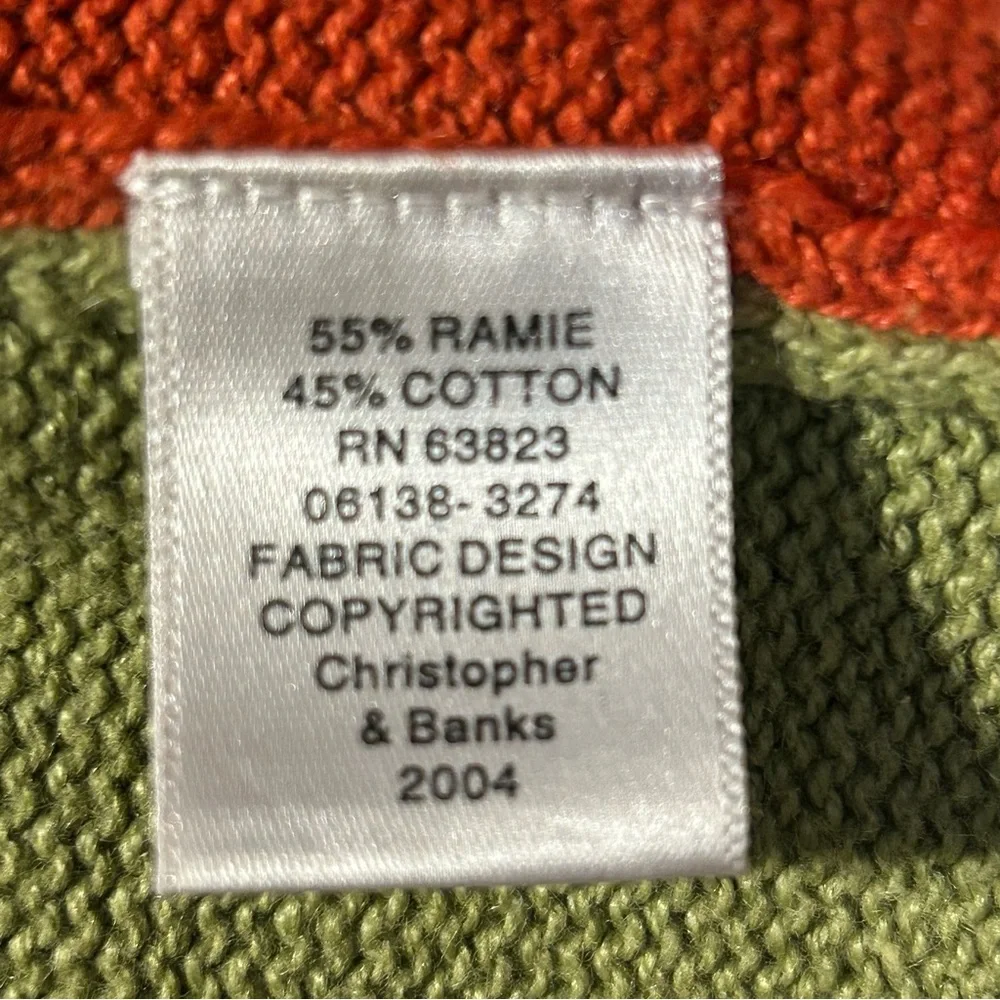 55% RAMIE
45% COTTON
RN 63823
06138- 3274
FABRIC DESIGN
COPYRIGHTED
Christopher
& Banks
2004